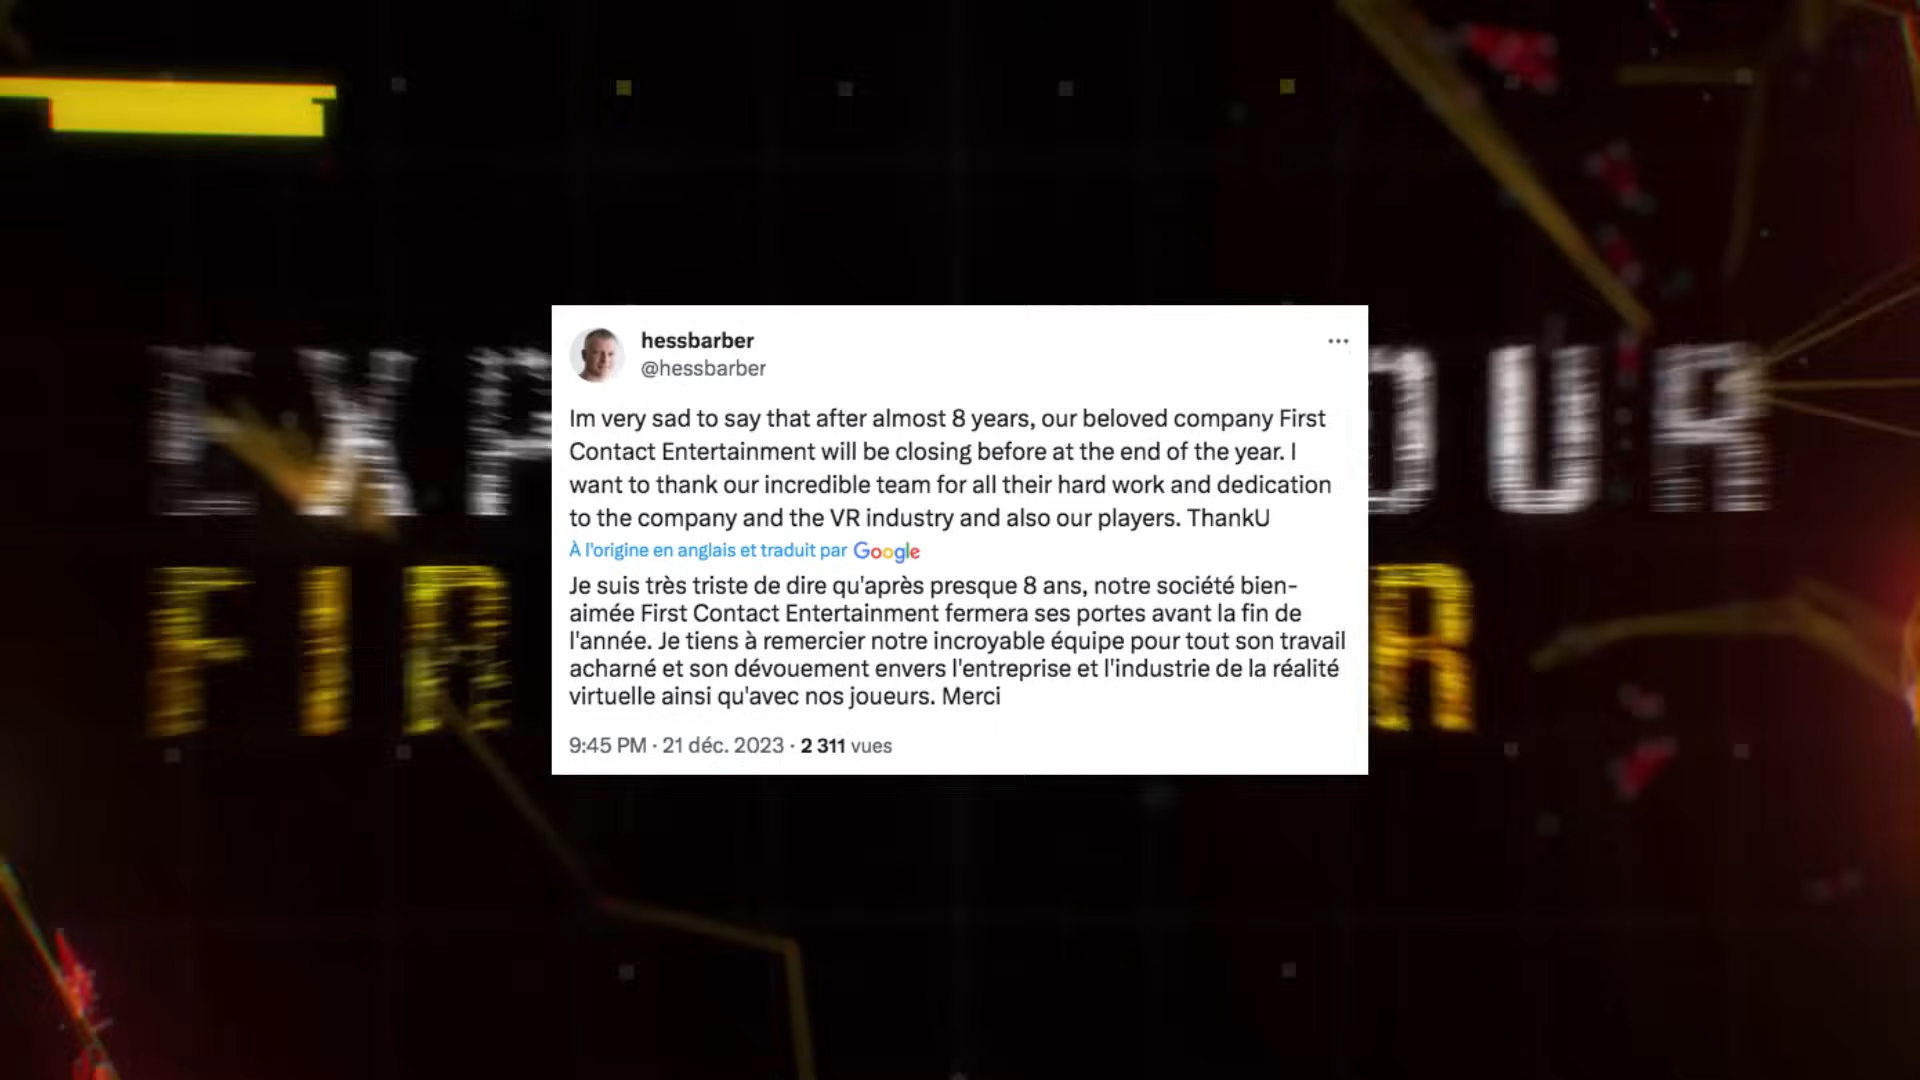 hessbarber
@hessbarber
Im very sad to say that after almost 8 years, our beloved company First
Contact Entertainment will be closing before at the end of the year. I
want to thank our incredible team for all their hard work and dedication
to the company and the VR industry and also our players. ThankU
À l'origine en anglais et traduit par Google
Je suis très triste de dire qu'après presque 8 ans, notre société bien-
aimée First Contact Entertainment fermera ses portes avant la fin de
l'année. Je tiens à remercier notre incroyable équipe pour tout son travail
acharné et son dévouement envers l'entreprise et l'industrie de la réalité
virtuelle ainsi qu'avec nos joueurs. Merci
9:45 PM · 21 déc. 2023 · 2 311 vues